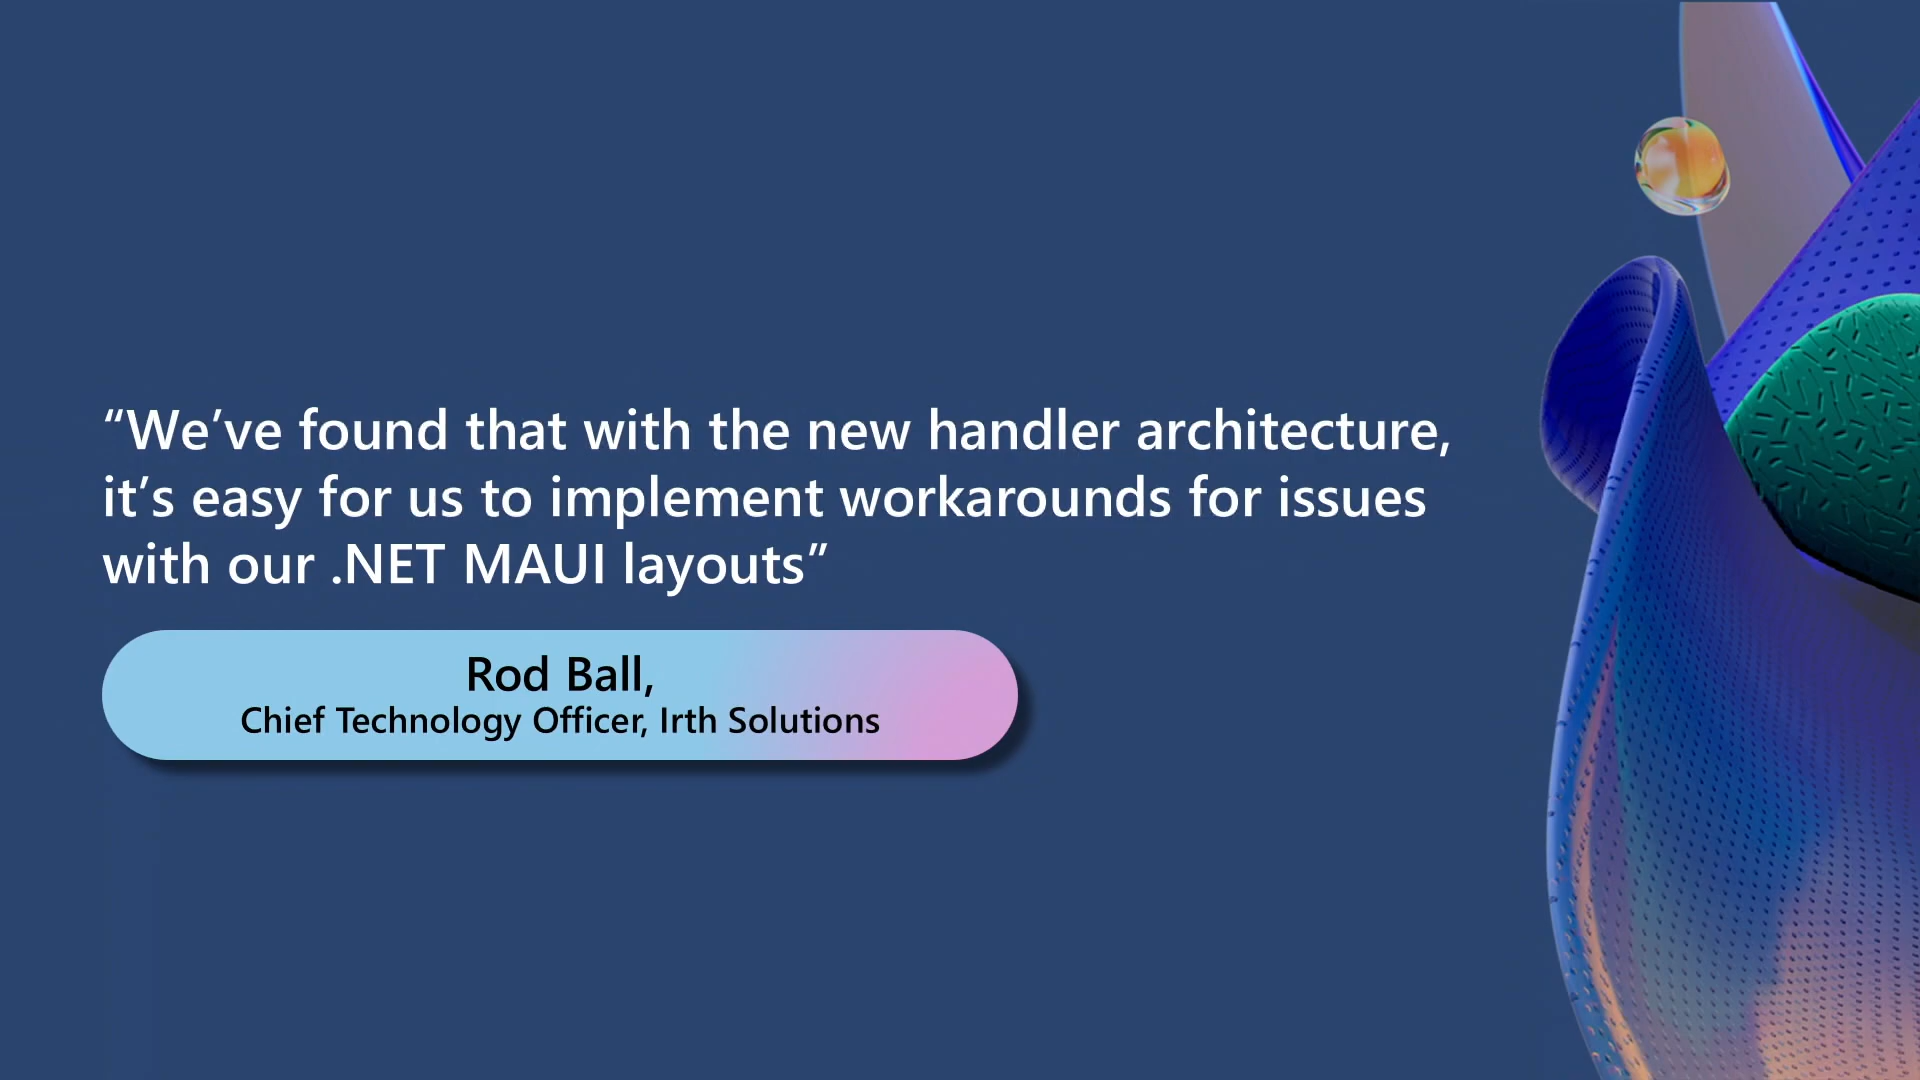 “We’ve found that with the new handler architecture,
it’s easy for us to implement workarounds for issues
with our .NET MAUI layouts”
Rod Ball,
Chief Technology Officer, Irth Solutions